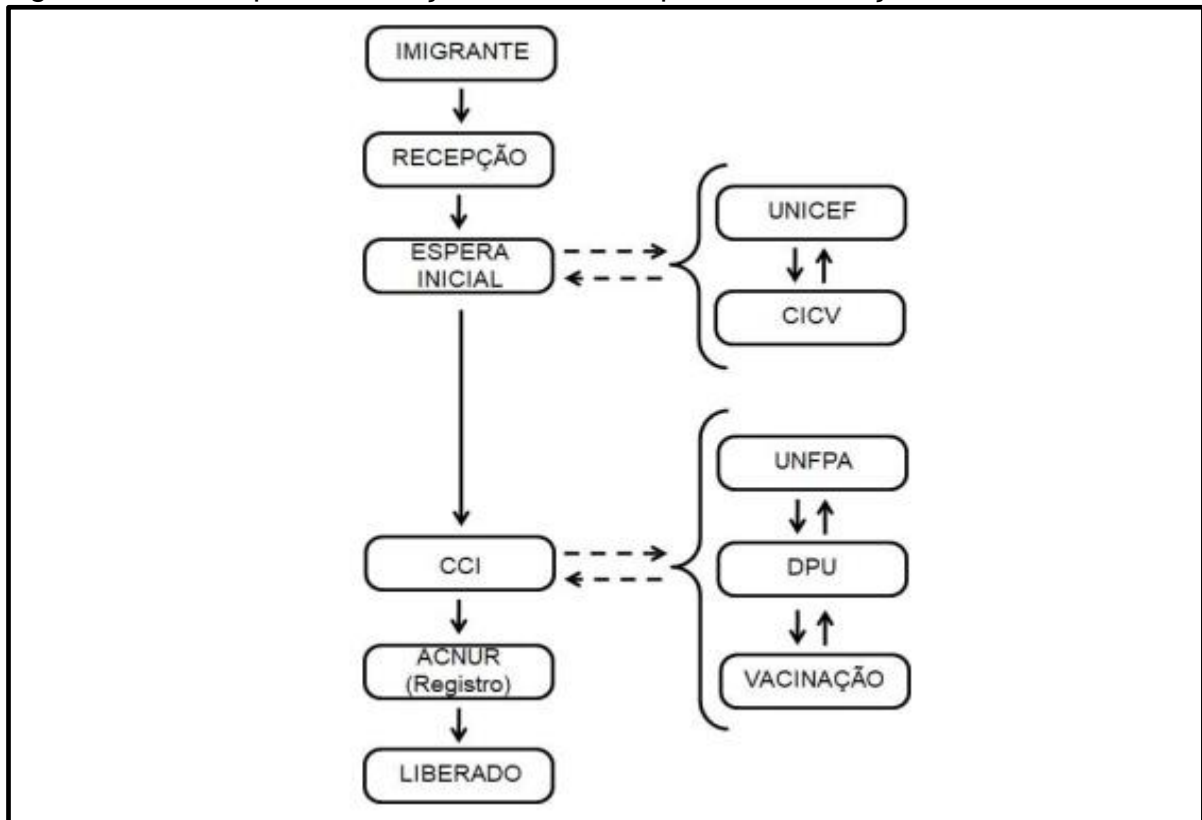 IMIGRANTE
RECEPÇÃO
ESPERA
INICIAL
UNICEF
CICV
CCI
UNFPA
DPU
VACINAÇÃO
ACNUR
(Registro)
LIBERADO